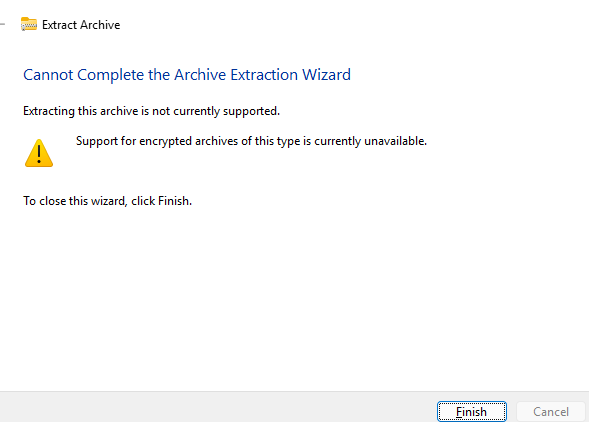 Extract Archive
Cannot Complete the Archive Extraction Wizard
Extracting this archive is not currently supported.
Support for encrypted archives of this type is currently unavailable.
To close this wizard, click Finish.
Finish
Cancel